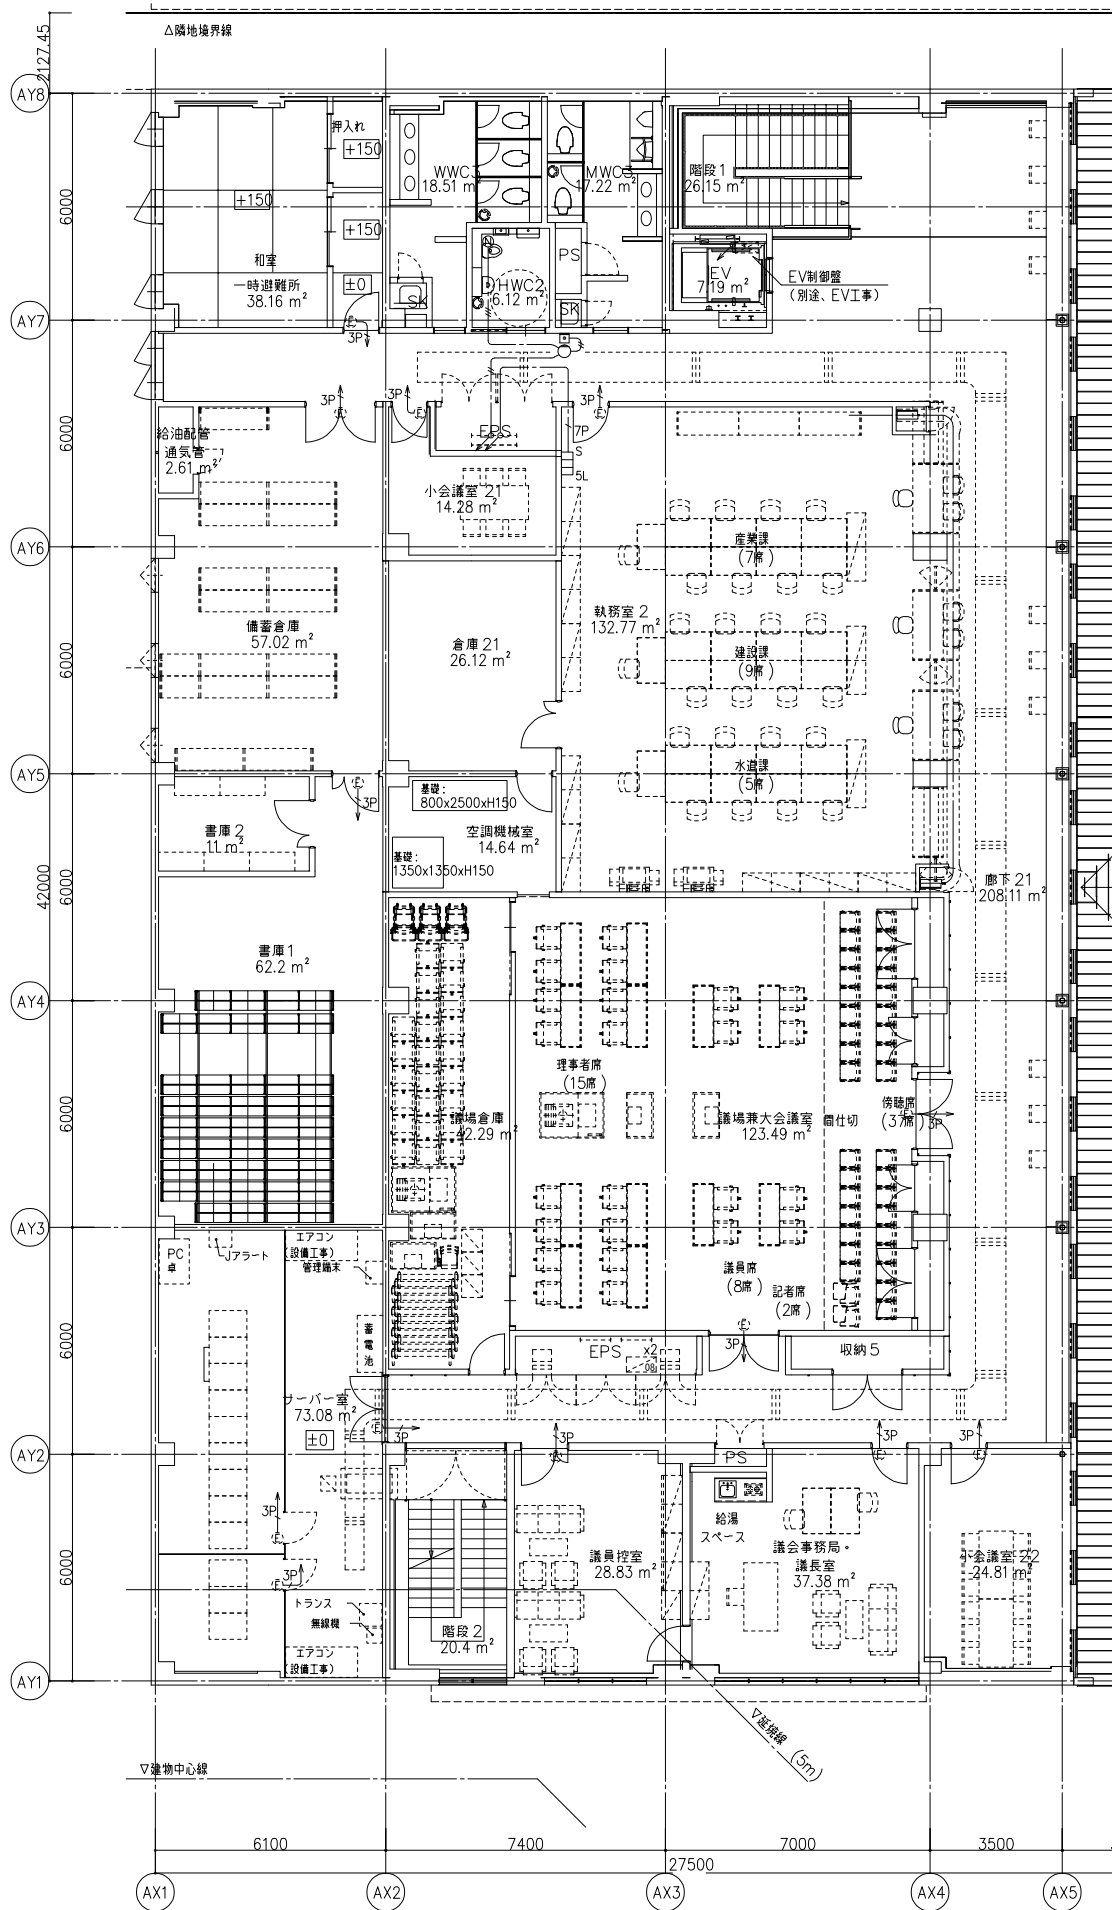 △隣地境界線
2127.45
AY8
押入れ
+150
WWC3
18.51 m²
MWC3
17.22 m²
階段1
26.15 m²
+150
+150
PS
和室
一時避難所
38.16 m²
±0
SK
HWC2
6.12 m²
SK
EV
7.19 m²
EV制御盤
(別途、EV工事)
6000
AY7
3P
3P
3P
3P
給油配管
通気管
2.61 m²
EPS
7P
S
5L
小会議室 21
14.28 m²
6000
AY6
産業課
(7席)
執務室 2
132.77 m²
備蓄倉庫
57.02 m²
倉庫 21
26.12 m²
建設課
(9席)
6000
AY5
水道課
(5席)
3P
基礎:
800x2500xH150
書庫 2
11 m²
空調機械室
14.64 m²
基礎:
1350x1350xH150
廊下 21
208.11 m²
42000
6000
書庫 1
62.2 m²
AY4
理事者席
(15席)
議場倉庫
42.29 m²
議場兼大会議室
123.49 m²
間仕切
傍聴席
(37席)
3P
6000
AY3
PC
卓
Jアラート
エアコン
(設備工事)
管理端末
議員席
(8席)
記者席
(2席)
蓄
電
池
3P
EPS
x2
08
収納 5
6000
サーバー室
73.08 m²
±0
3P
3P
3P
3P
AY2
PS
3P
給湯
スペース
議員控室
28.83 m²
議会事務局・
議長室
37.38 m²
小会議室 22
24.81 m²
3P
トランス
無線機
階段 2
20.4 m²
エアコン
(設備工事)
6000
AY1
▽延焼線 (5m)
▽建物中心線
6100
7400
7000
3500
27500
AX1
AX2
AX3
AX4
AX5